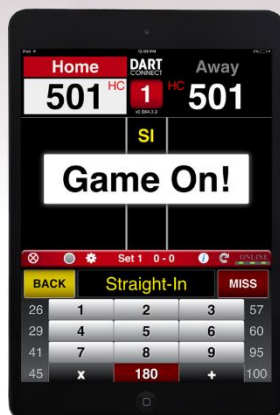 12:09 PM
Home DART CONNECT Away
501 HC 1 HC 501
SI
Game On!
Set 1 0 - 0 i ONLINE
BACK Straight-In MISS
26 1 2 3 57
29 4 5 6 60
41 7 8 9 95
45 x 180 + 100